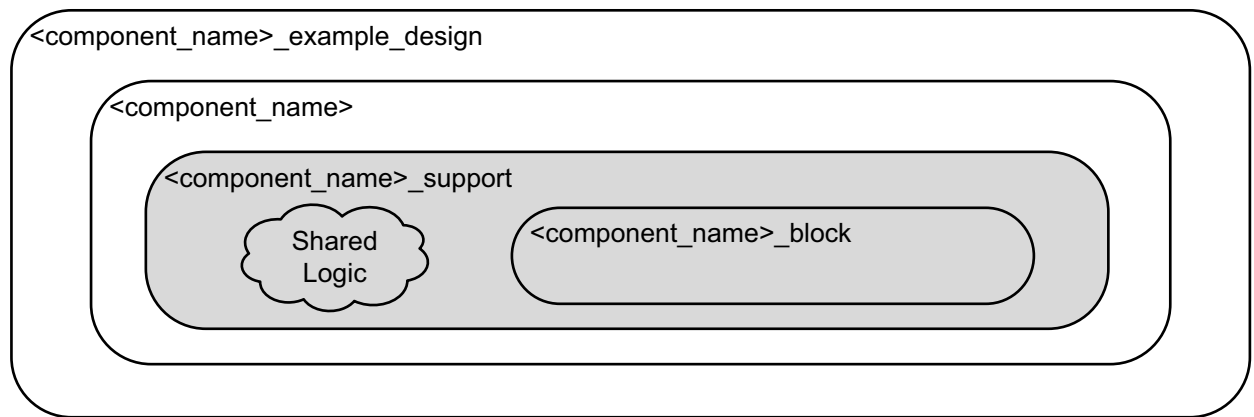 <component_name>_example_design
<component_name>
<component_name>_support
Shared
Logic
<component_name>_block